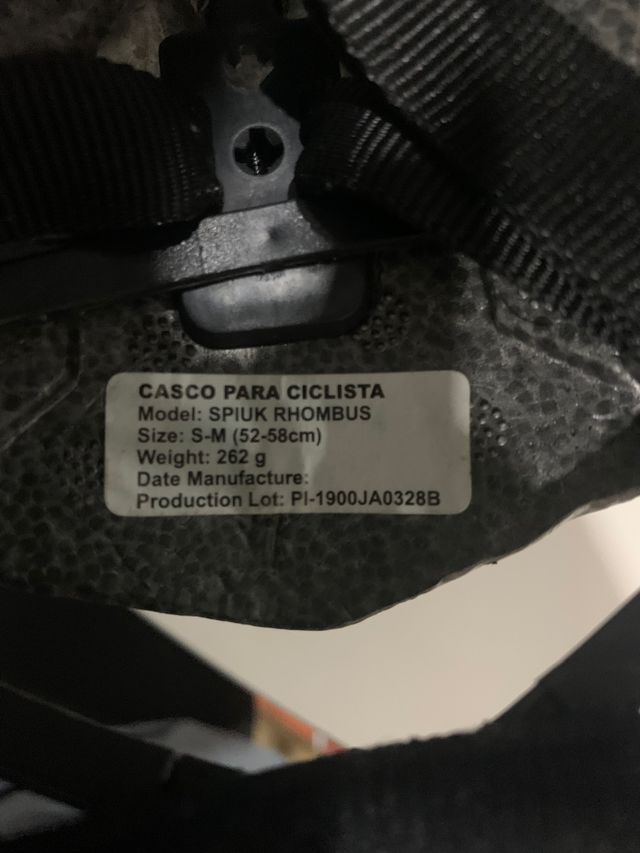 CASCO PARA CICLISTA
Model: SPIUK RHOMBUS
Size: S-M (52-58cm)
Weight: 262 g
Date Manufacture:
Production Lot: PI-1900JA0328B